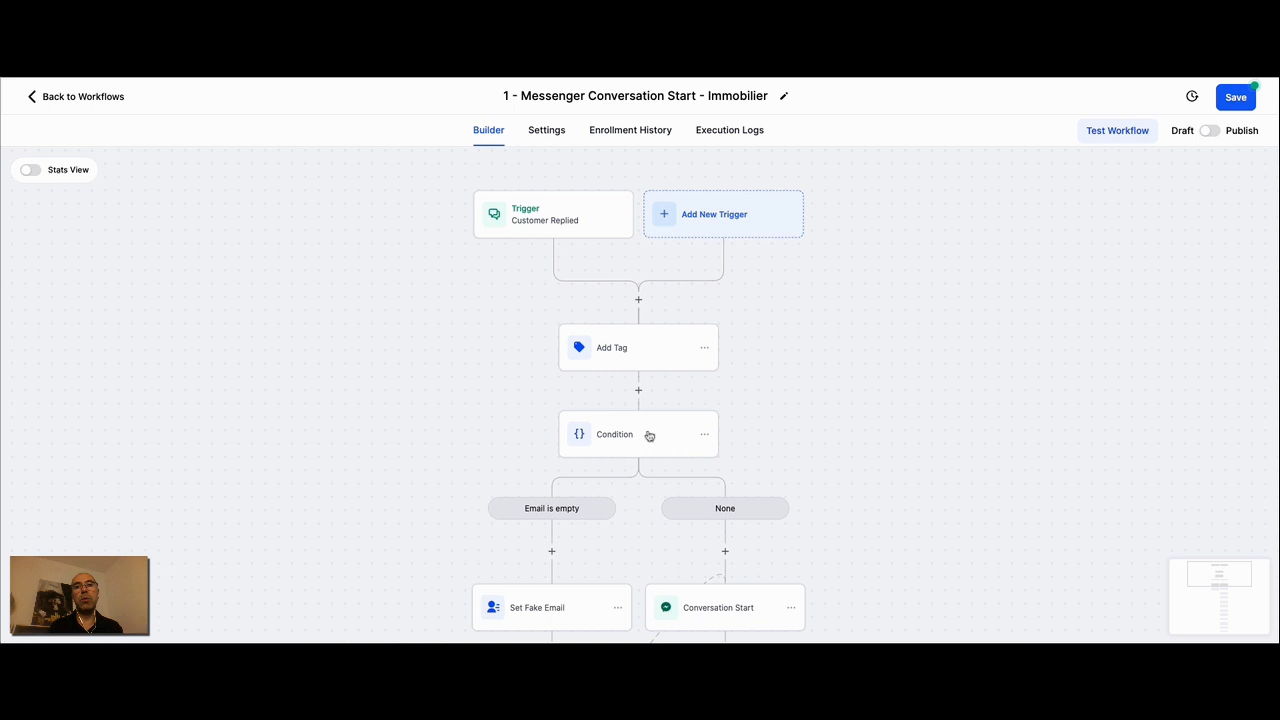 Back to Workflows
1 - Messenger Conversation Start - Immobilier
Save
Builder
Settings
Enrollment History
Execution Logs
Test Workflow
Draft
Publish
Stats View
Trigger
Customer Replied
Add New Trigger
Add Tag
Condition
Email is empty
None
Set Fake Email
Conversation Start